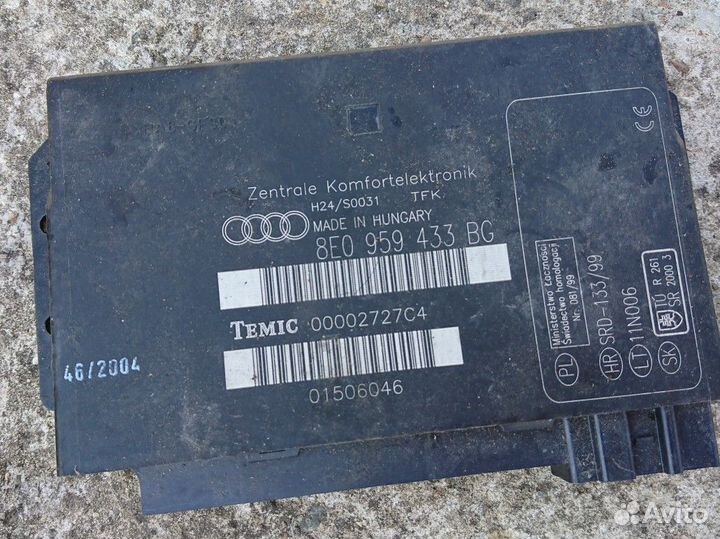 Zentrale Komfortelektronik
H24/S0031 TFK
MADE IN HUNGARY
8E0 959 433 BG
TEMIC 00002727C4
01506046
46/2004
CE
Ministerstwo Łączności
Świadectwo homologacji
Nr: 081/99
PL
HR SRD-133/99
LT 11N006
SK TÚ R 261
SR 2000 3
Avito